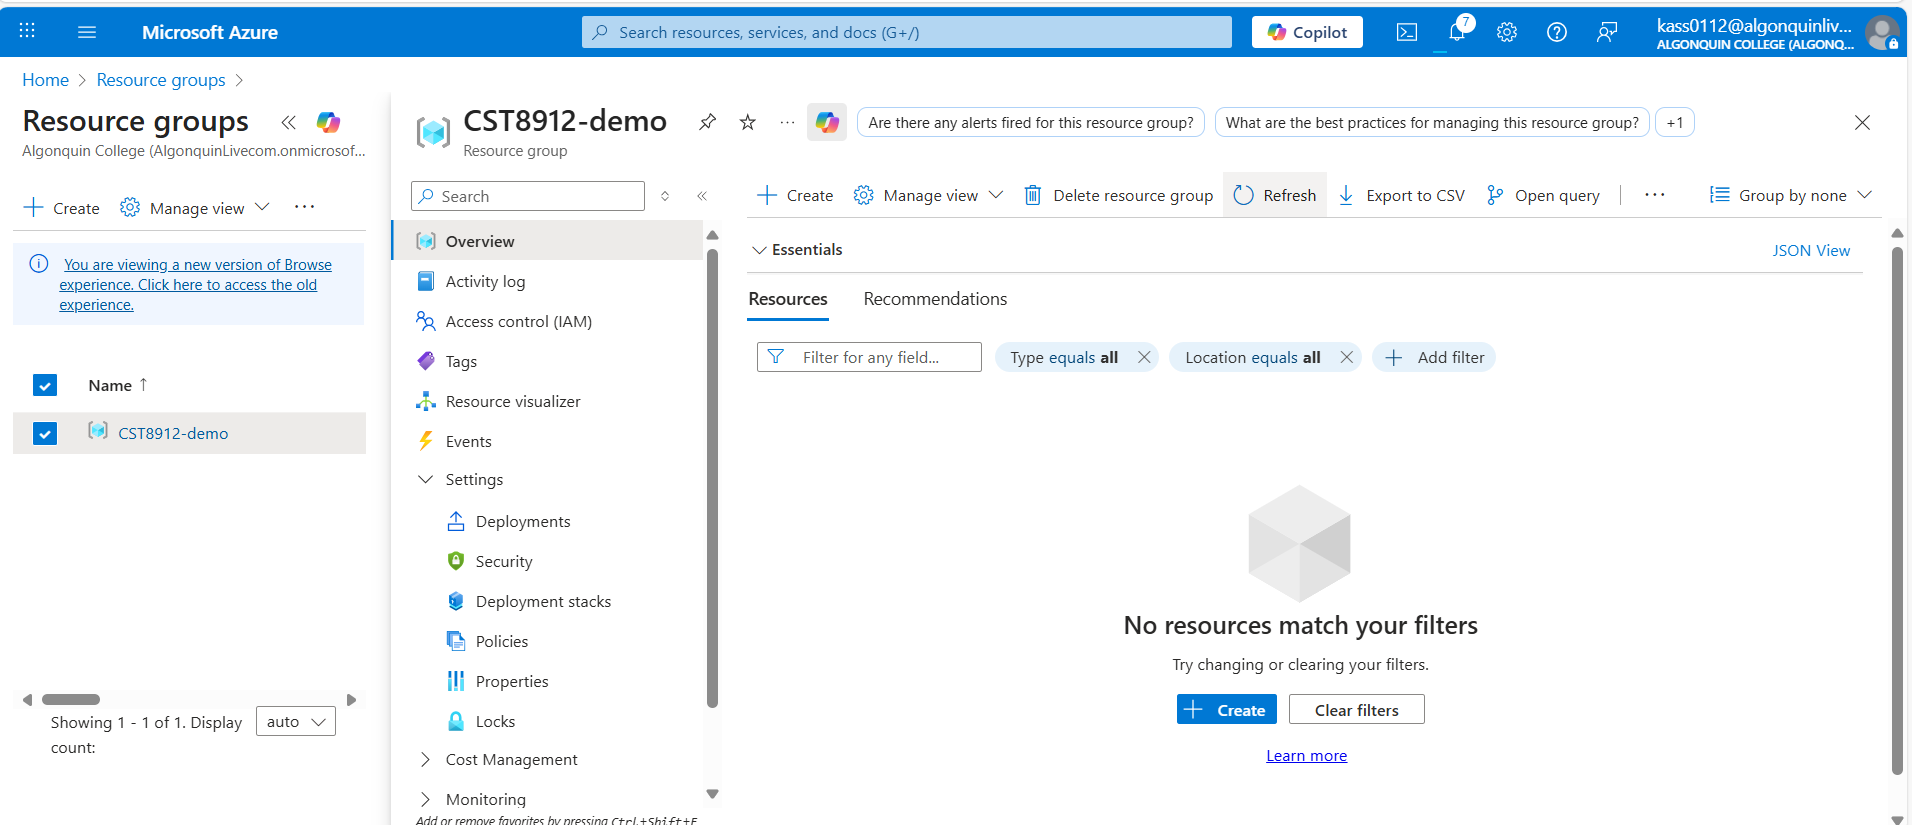 Microsoft Azure
Search resources, services, and docs (G+/)
Copilot
7
kass0112@algonquinliv...
ALGONQUIN COLLEGE (ALGONQ...
Home > Resource groups >
Resource groups
Algonquin College (AlgonquinLivecom.onmicrosof...
+ Create
Manage view
...
You are viewing a new version of Browse
experience. Click here to access the old
experience.
Name ↑
CST8912-demo
Showing 1 - 1 of 1. Display
count:
auto
CST8912-demo
Resource group
...
Are there any alerts fired for this resource group?
What are the best practices for managing this resource group?
+1
Search
Overview
Activity log
Access control (IAM)
Tags
Resource visualizer
Events
Settings
Deployments
Security
Deployment stacks
Policies
Properties
Locks
Cost Management
Monitoring
Add or remove favorites by pressing Ctrl+Shift+F
+ Create
Manage view
Delete resource group
Refresh
Export to CSV
Open query
...
Group by none
Essentials
JSON View
Resources
Recommendations
Filter for any field...
Type equals all
Location equals all
+ Add filter
No resources match your filters
Try changing or clearing your filters.
+ Create
Clear filters
Learn more